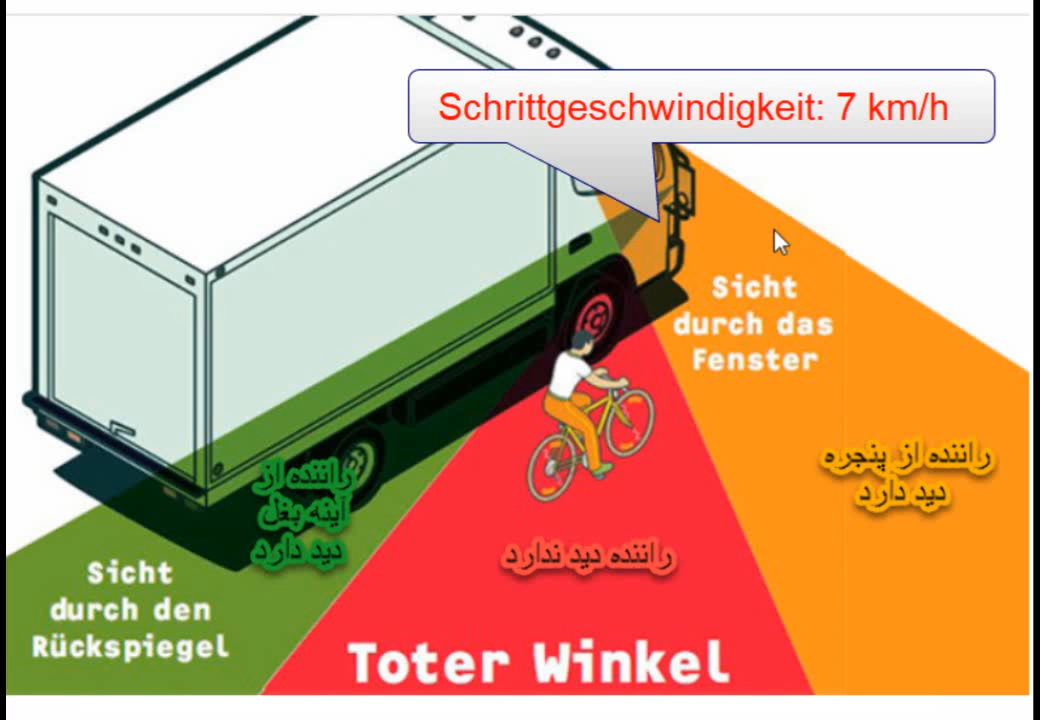 Schrittgeschwindigkeit: 7 km/h
Sicht
durch das
Fenster
راننده از پنجره
دید دارد
راننده از
آینه بغل
دید دارد
راننده دید ندارد
Sicht
durch den
Rückspiegel
Toter Winkel